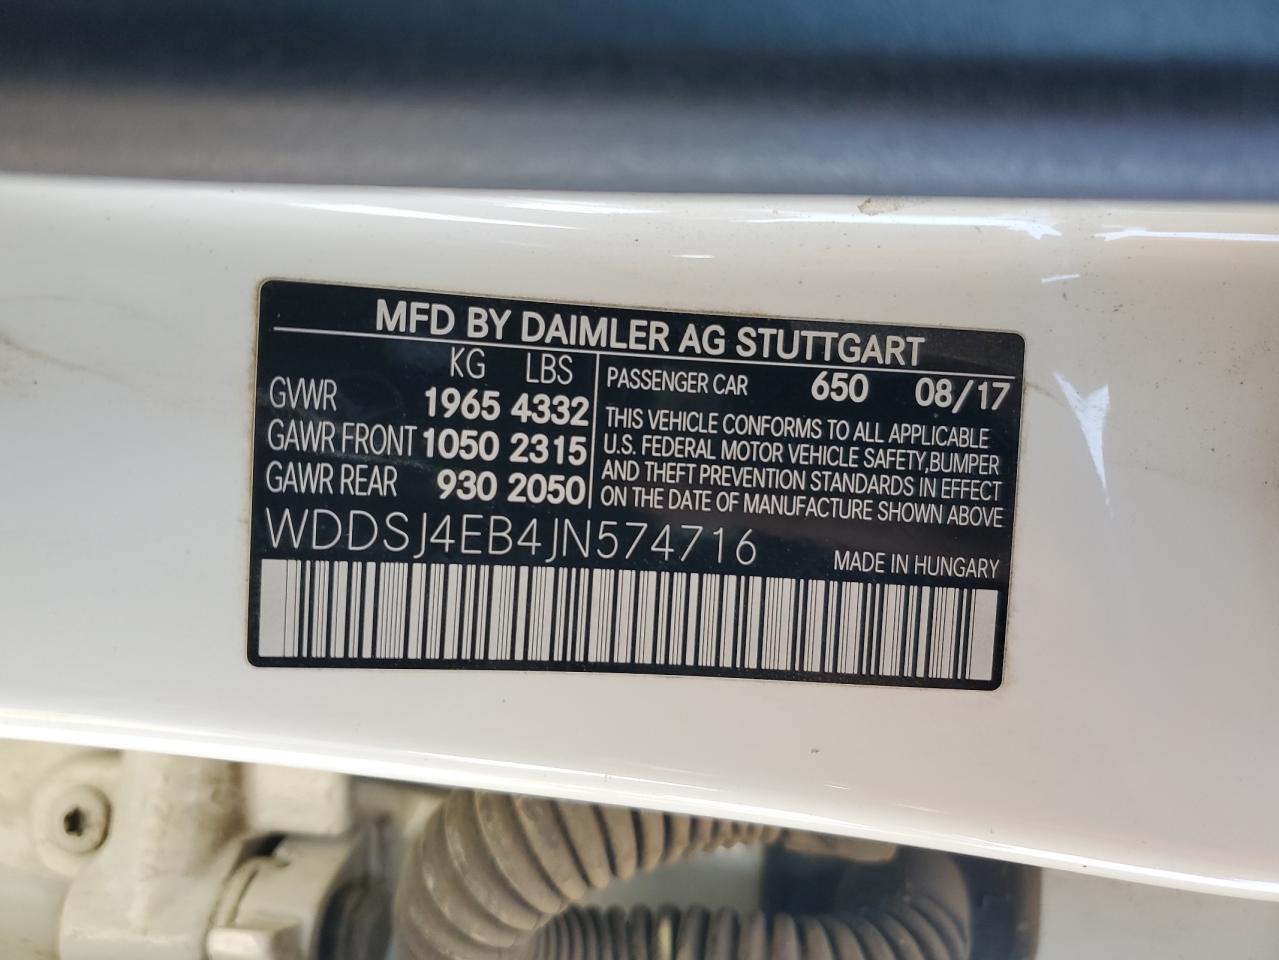 MFD BY DAIMLER AG STUTTGART
KG LBS
GVWR 1965 4332
GAWR FRONT 1050 2315
GAWR REAR 930 2050
PASSENGER CAR 650 08/17
THIS VEHICLE CONFORMS TO ALL APPLICABLE
U.S. FEDERAL MOTOR VEHICLE SAFETY,BUMPER
AND THEFT PREVENTION STANDARDS IN EFFECT
ON THE DATE OF MANUFACTURE SHOWN ABOVE
WDDSJ4EB4JN574716
MADE IN HUNGARY